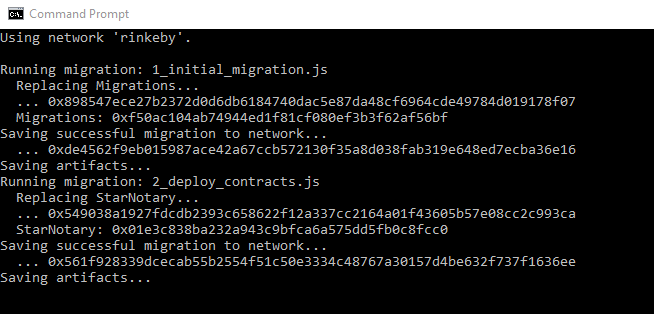 Command Prompt
Using network 'rinkeby'.
Running migration: 1_initial_migration.js
Replacing Migrations...
... 0x898547ece27b2372d0d6db6184740dac5e87da48cf6964cde49784d019178f07
Migrations: 0xf50ac104ab74944ed1f81cf080ef3b3f62af56bf
Saving successful migration to network...
... 0xde4562f9eb015987ace42a67ccb572130f35a8d038fab319e648ed7ecba36e16
Saving artifacts...
Running migration: 2_deploy_contracts.js
Replacing StarNotary...
... 0x549038a1927fdcdb2393c658622f12a337cc2164a01f43605b57e08cc2c993ca
StarNotary: 0x01e3c838ba232a943c9bfca6a575dd5fb0c8fcc0
Saving successful migration to network...
... 0x561f928339dcecab55b2554f51c50e3334c48767a30157d4be632f737f1636ee
Saving artifacts...